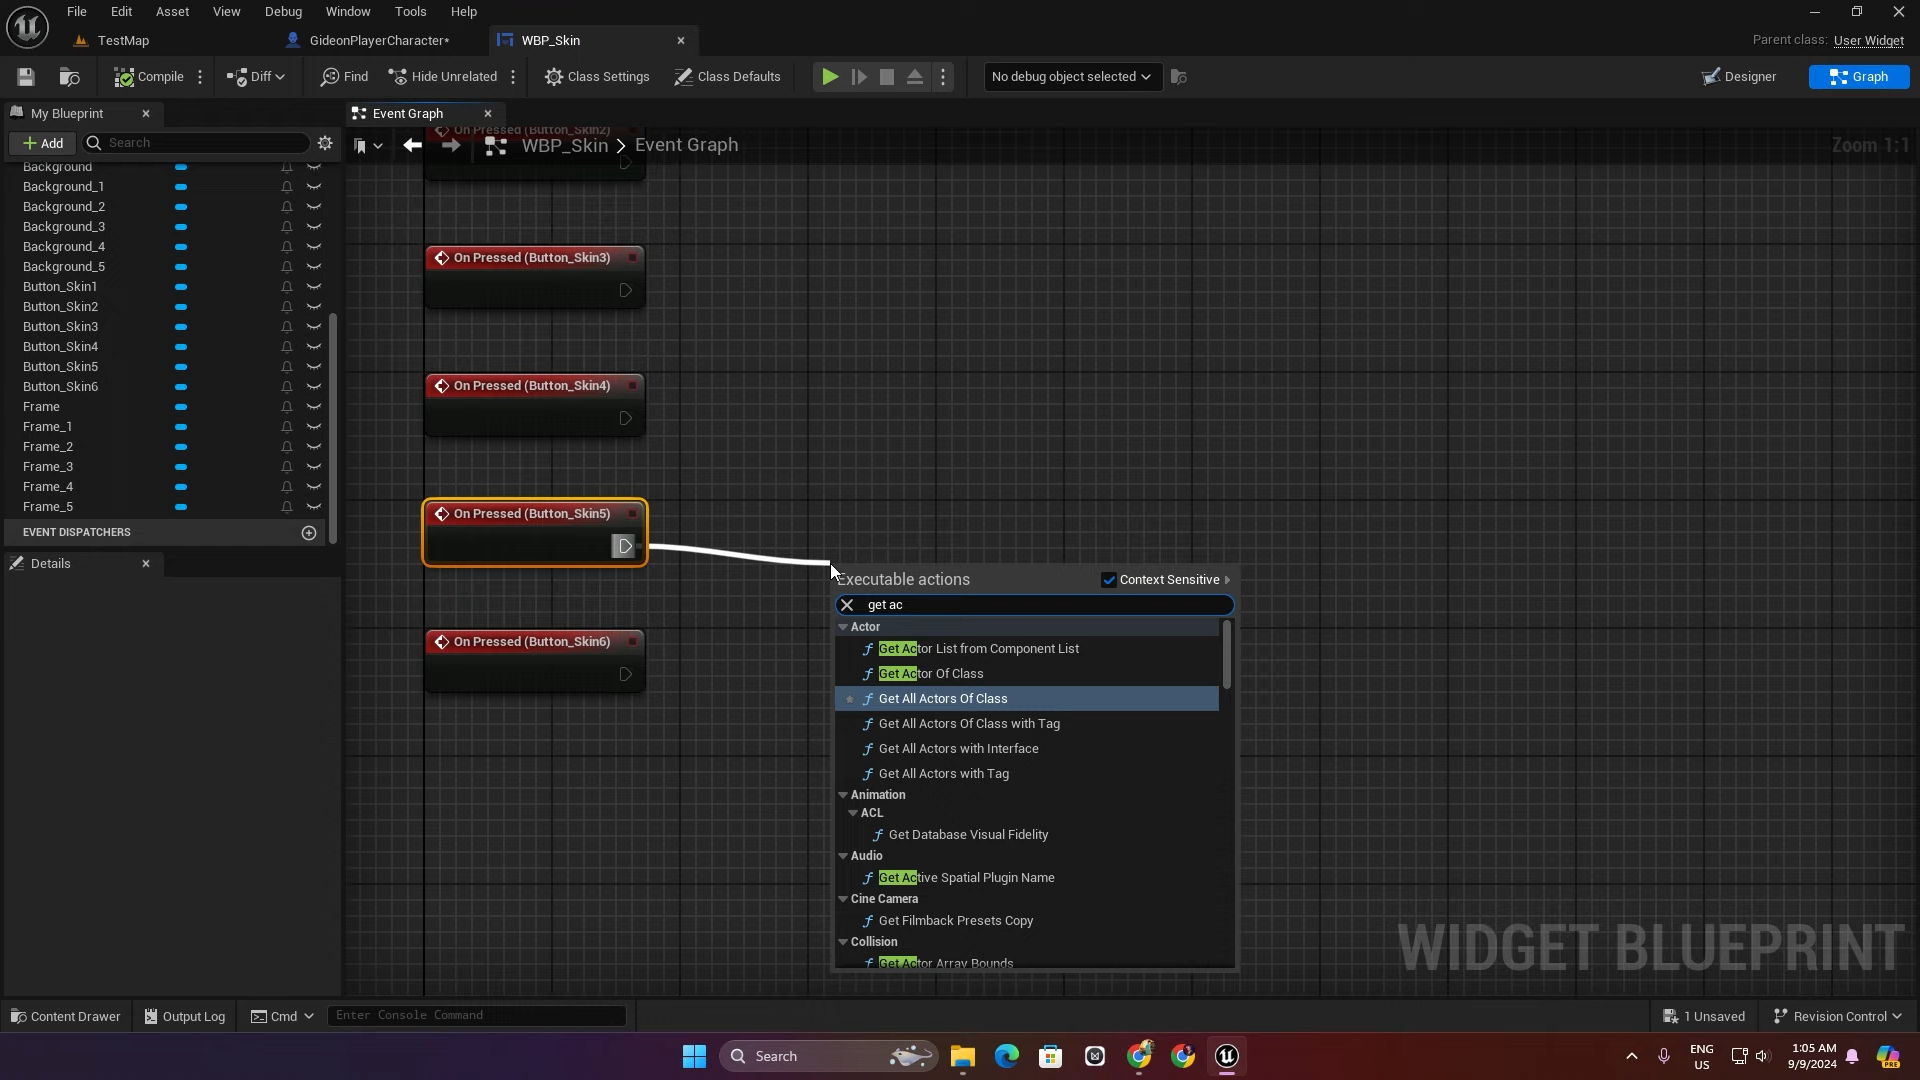 File Edit Asset View Debug Window Tools Help
TestMap
GideonPlayerCharacter*
WBP_Skin
Parent class: User Widget
Compile
Diff
Find
Hide Unrelated
Class Settings
Class Defaults
No debug object selected
Designer
Graph
My Blueprint
Event Graph
Add
Search
WBP_Skin > Event Graph
Zoom 1:1
Background
Background_1
Background_2
Background_3
Background_4
Background_5
Button_Skin1
Button_Skin2
Button_Skin3
Button_Skin4
Button_Skin5
Button_Skin6
Frame
Frame_1
Frame_2
Frame_3
Frame_4
Frame_5
EVENT DISPATCHERS
Details
On Pressed (Button_Skin2)
On Pressed (Button_Skin3)
On Pressed (Button_Skin4)
On Pressed (Button_Skin5)
On Pressed (Button_Skin6)
Executable actions
Context Sensitive
get ac
Actor
Get Actor List from Component List
Get Actor Of Class
Get All Actors Of Class
Get All Actors Of Class with Tag
Get All Actors with Interface
Get All Actors with Tag
Animation
ACL
Get Database Visual Fidelity
Audio
Get Active Spatial Plugin Name
Cine Camera
Get Filmback Presets Copy
Collision
Get Actor Array Bounds
WIDGET BLUEPRINT
Content Drawer
Output Log
Cmd
Enter Console Command
1 Unsaved
Revision Control
Search
ENG
US
1:05 AM
9/9/2024
PRE